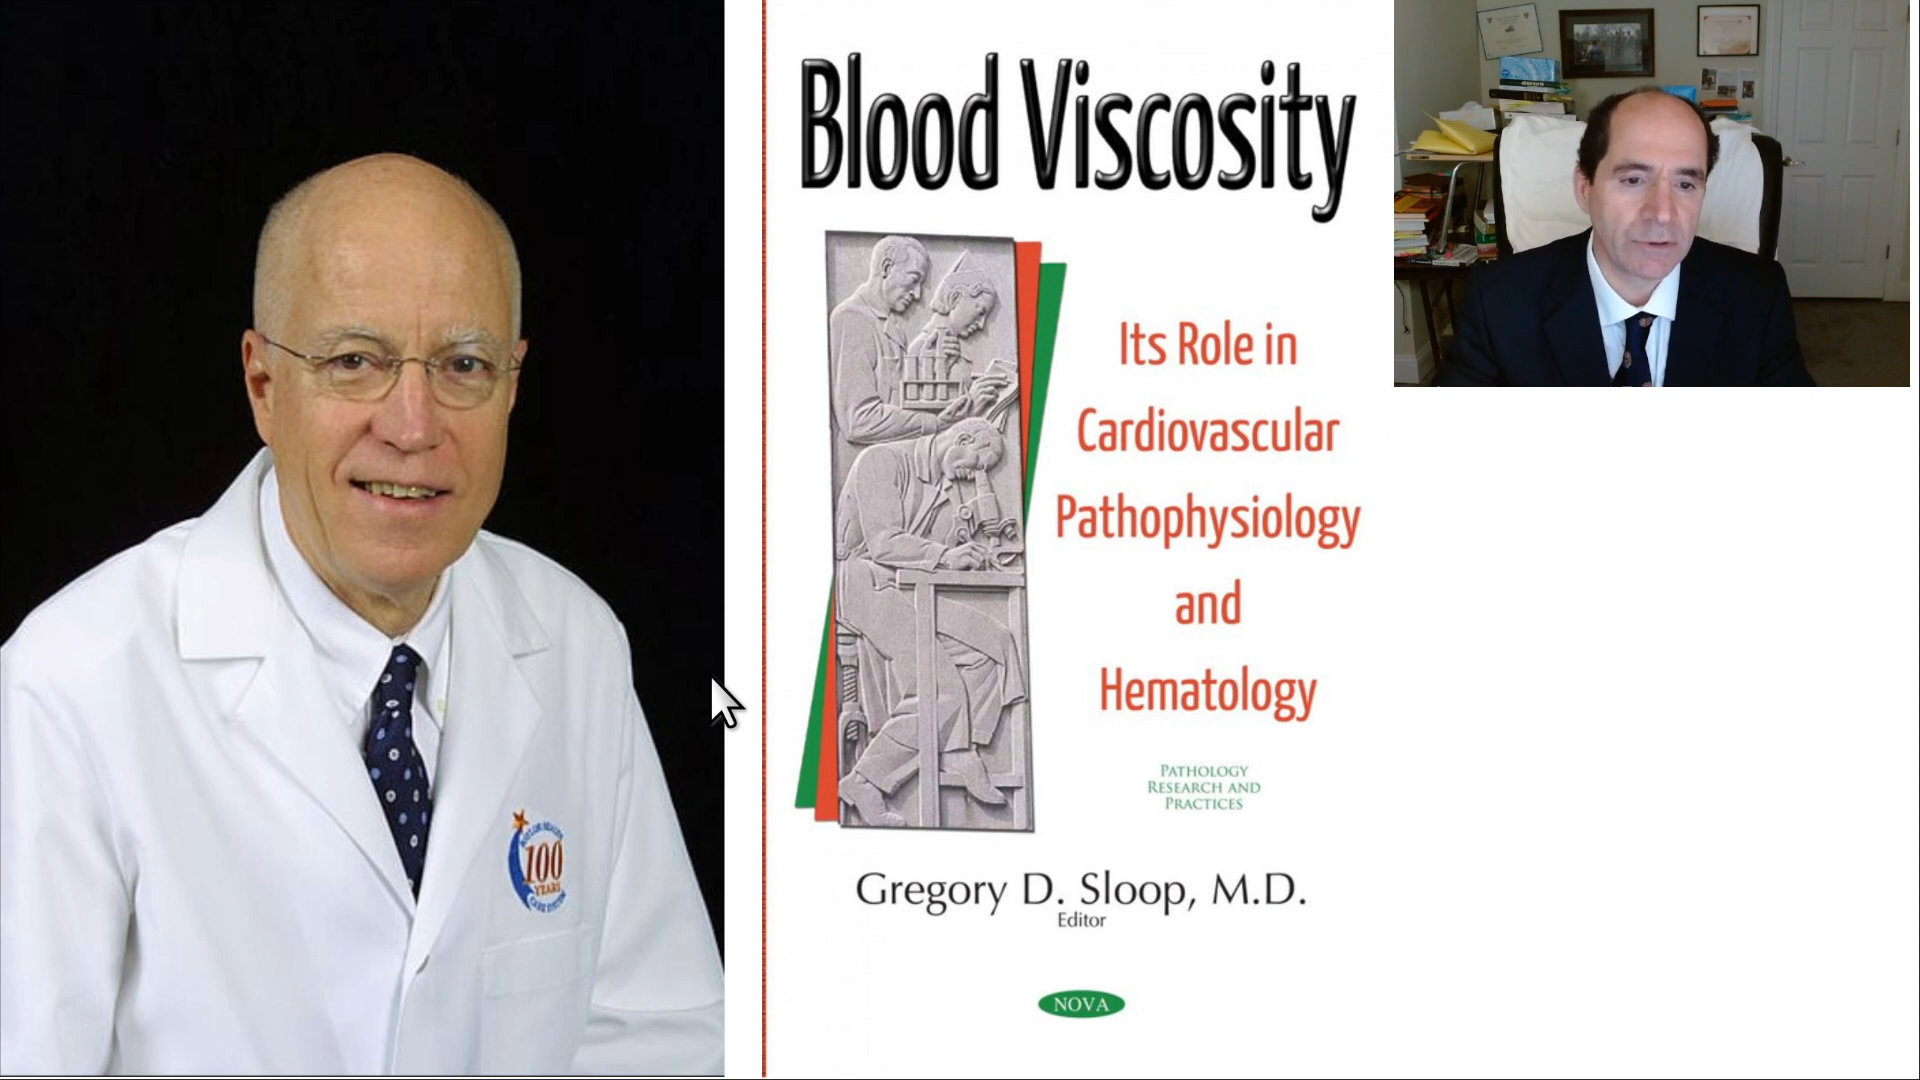 Blood Viscosity
Its Role in
Cardiovascular
Pathophysiology
and
Hematology
PATHOLOGY
RESEARCH AND
PRACTICES
Gregory D. Sloop, M.D.
Editor
NOVA
100
YEARS